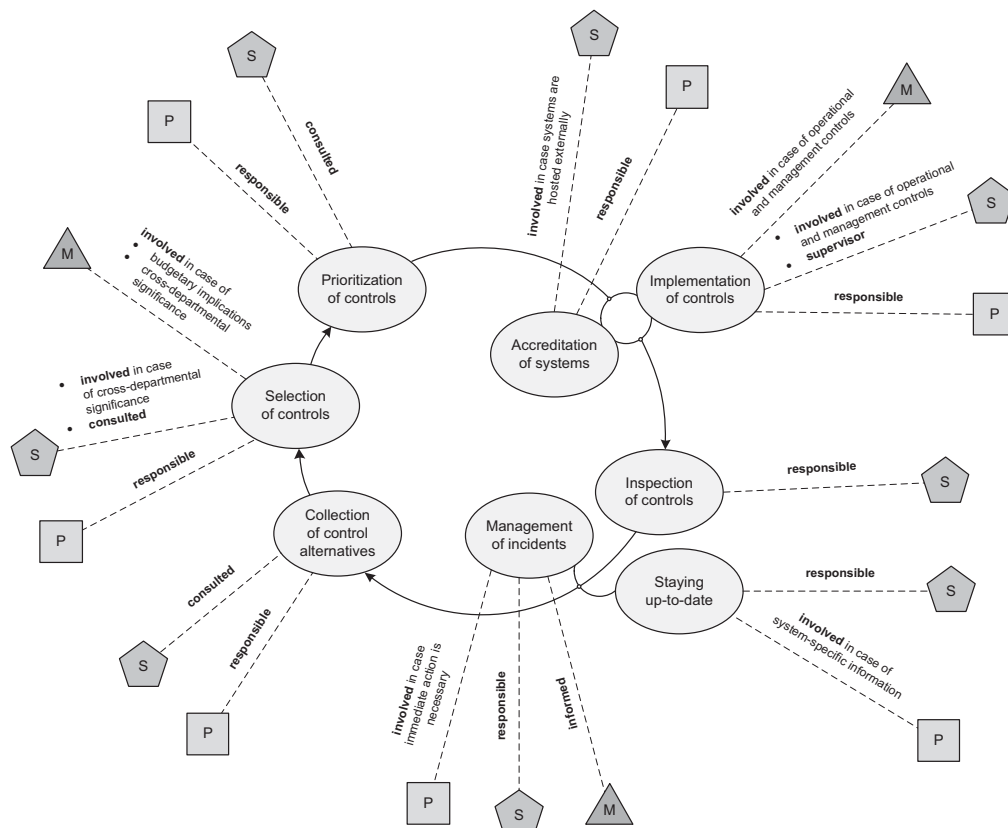 S
P
consulted
responsible
M
• involved in case of
• budgetary implications
• cross-departmental
significance
Prioritization
of controls
S
P
involved in case systems are
hosted externally
responsible
M
involved in case of operational
and management controls
S
• involved in case of operational
and management controls
• supervisor
responsible
P
Implementation
of controls
Accreditation
of systems
Selection
of controls
• involved in case
of cross-departmental
significance
• consulted
S
responsible
P
Collection
of control
alternatives
consulted
S
responsible
P
Management
of incidents
Inspection
of controls
responsible
S
Staying
up-to-date
responsible
S
involved in case of
system-specific information
P
involved in case
immediate action is
necessary
responsible
informed
P
S
M